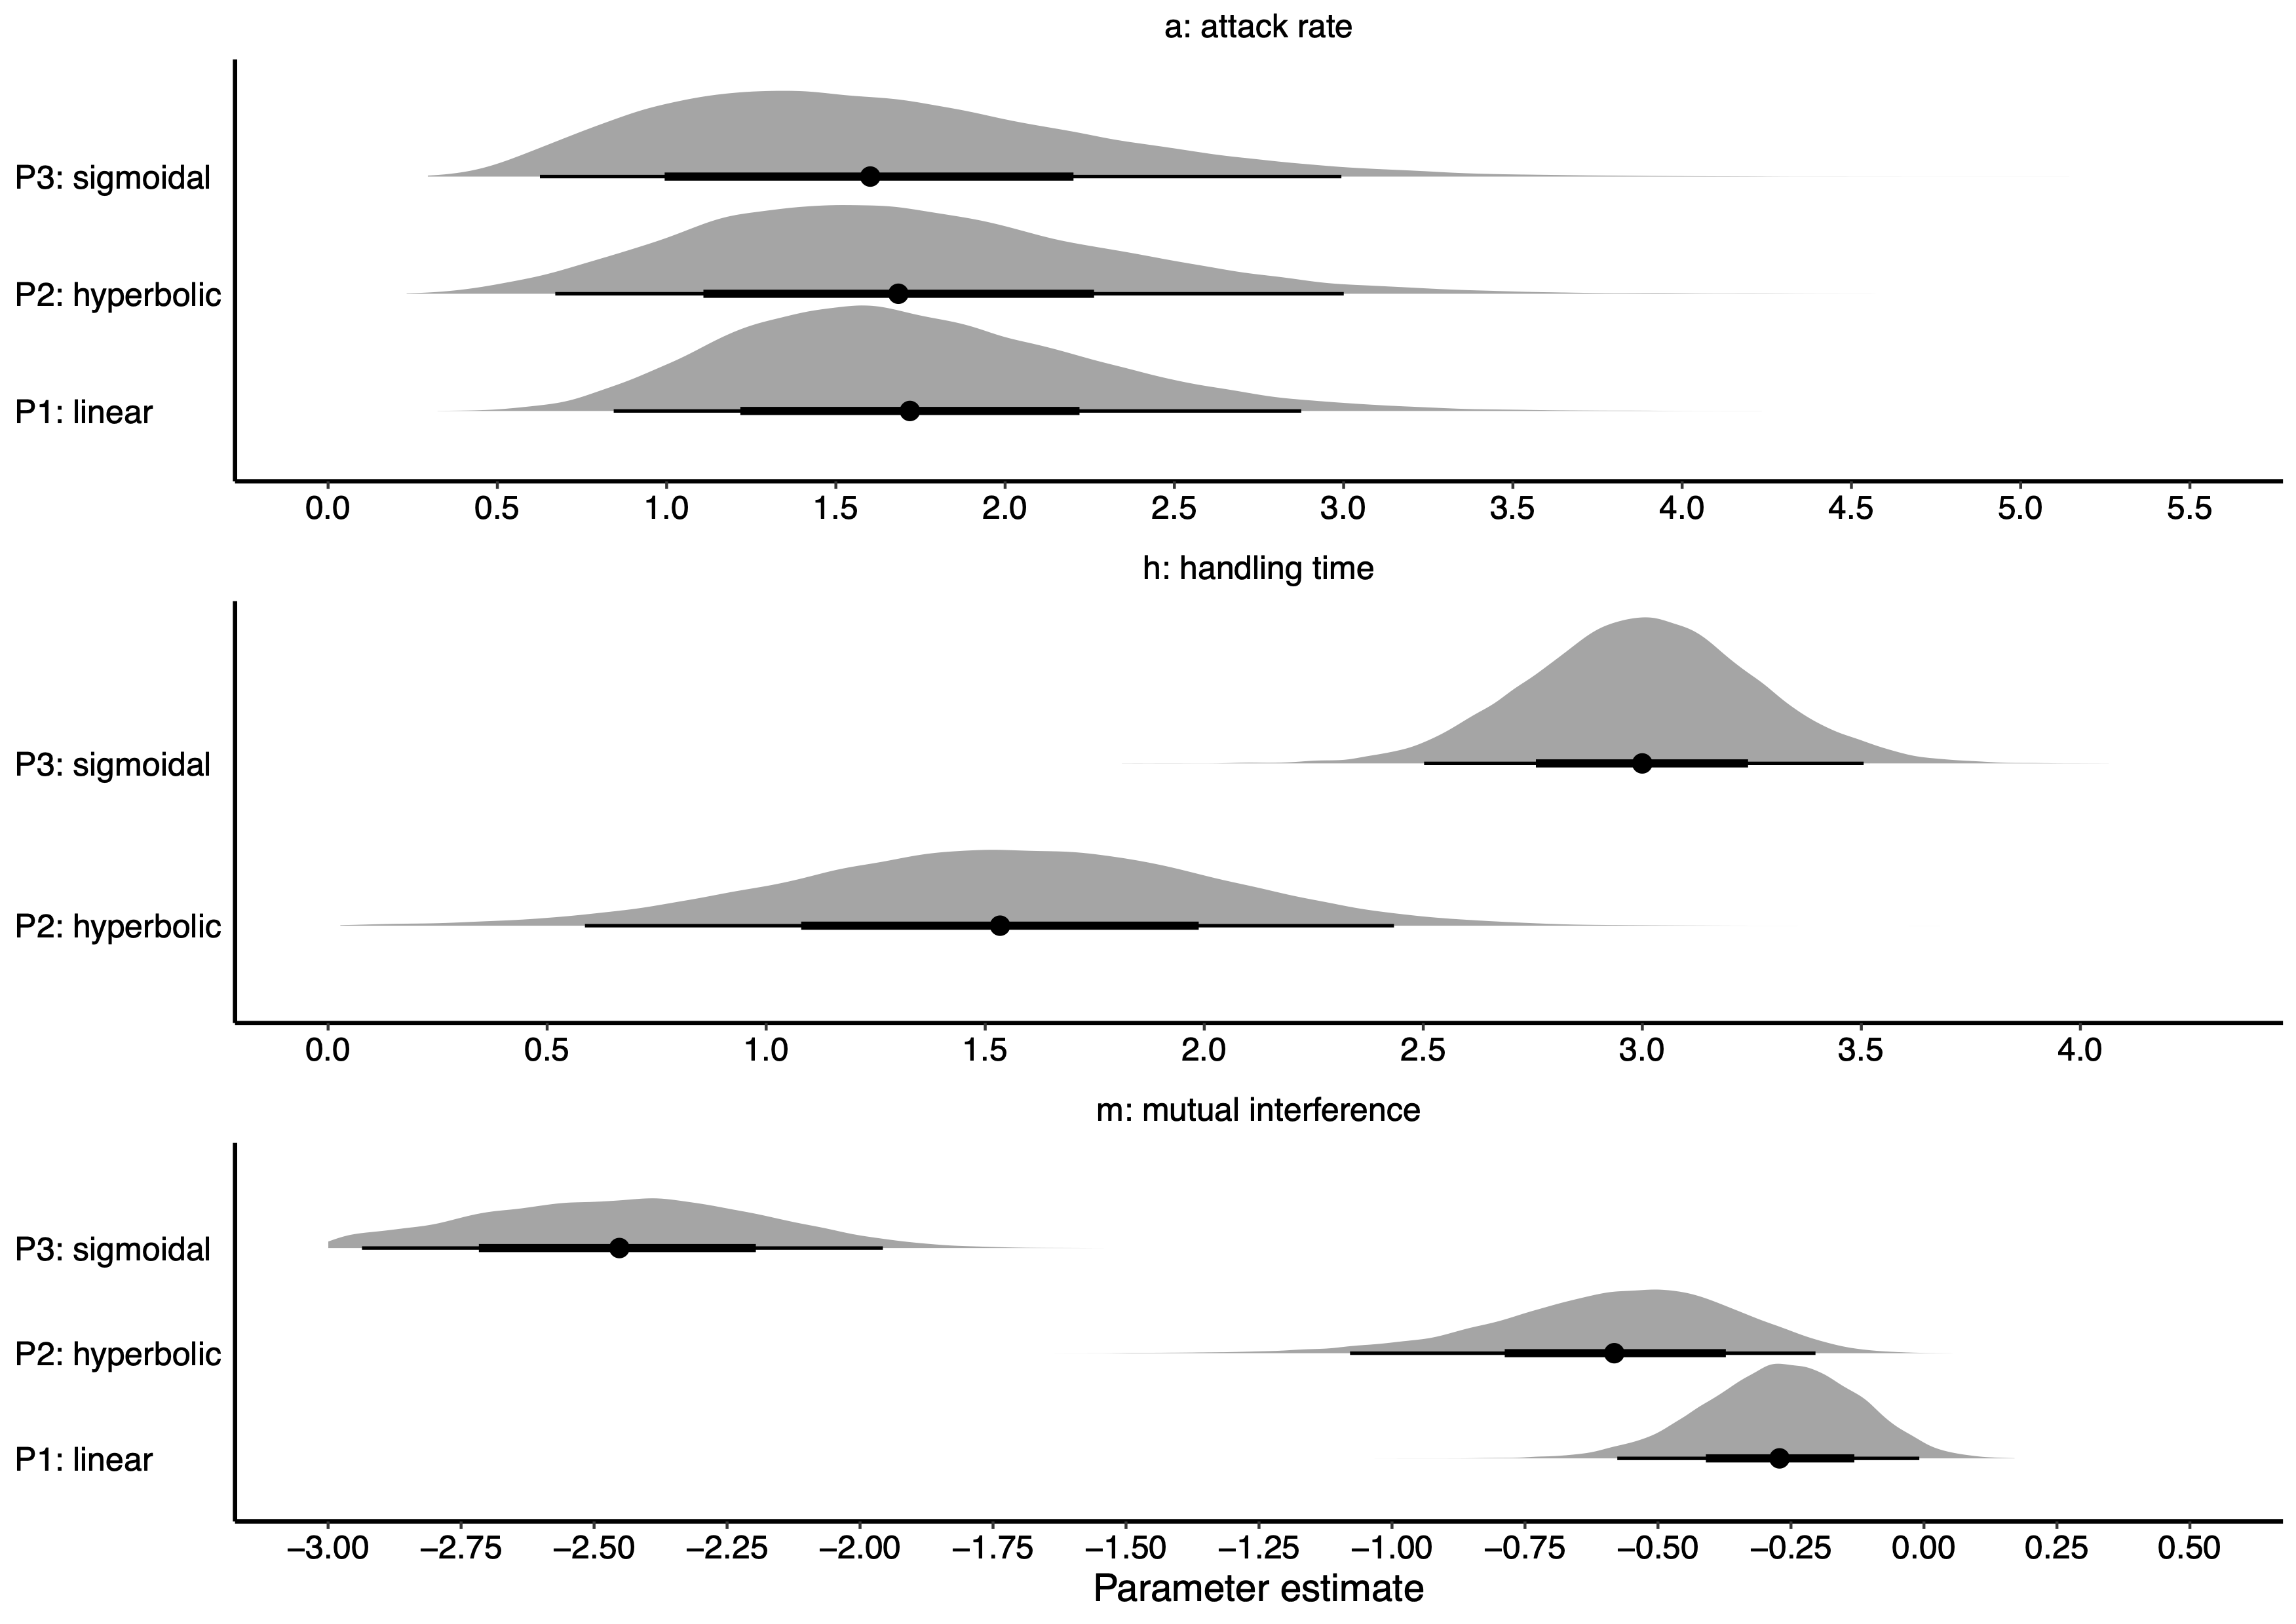 a: attack rate
P3: sigmoidal
P2: hyperbolic
P1: linear
0.0 0.5 1.0 1.5 2.0 2.5 3.0 3.5 4.0 4.5 5.0 5.5
h: handling time
P3: sigmoidal
P2: hyperbolic
0.0 0.5 1.0 1.5 2.0 2.5 3.0 3.5 4.0
m: mutual interference
P3: sigmoidal
P2: hyperbolic
P1: linear
−3.00 −2.75 −2.50 −2.25 −2.00 −1.75 −1.50 −1.25 −1.00 −0.75 −0.50 −0.25 0.00 0.25 0.50
Parameter estimate